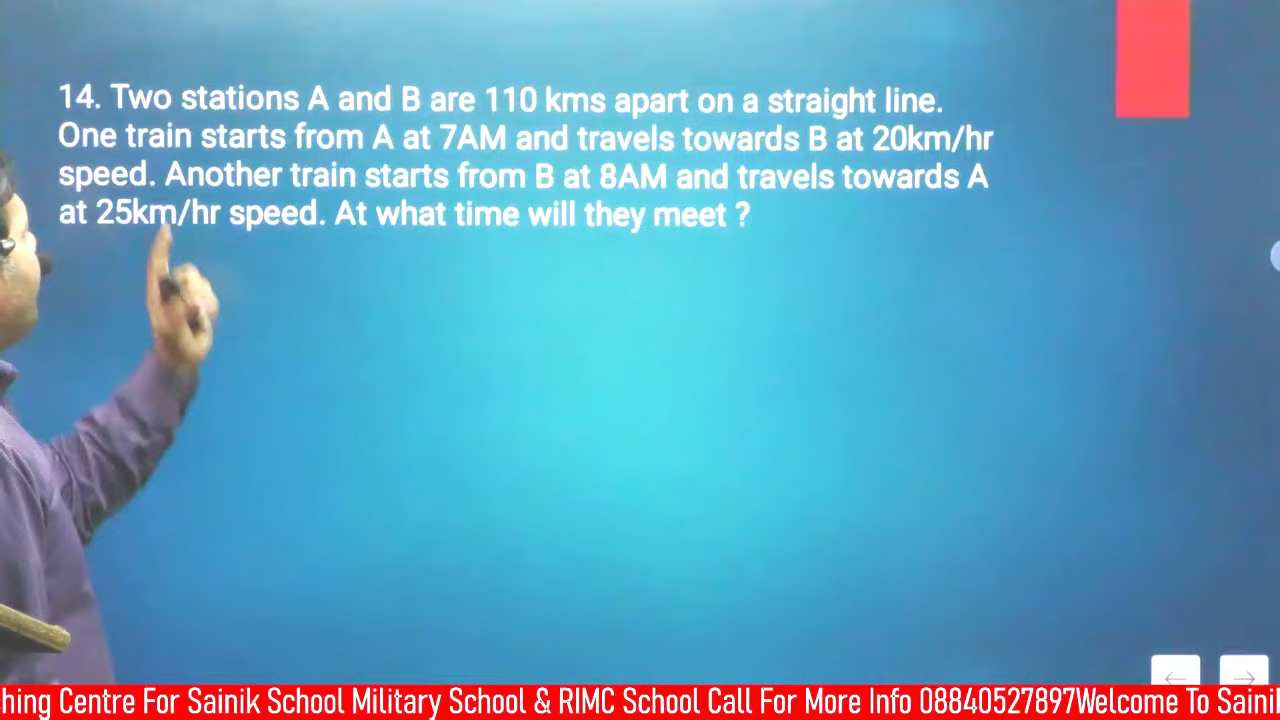 14. Two stations A and B are 110 kms apart on a straight line.
One train starts from A at 7AM and travels towards B at 20km/hr
speed. Another train starts from B at 8AM and travels towards A
at 25km/hr speed. At what time will they meet ?
hing Centre For Sainik School Military School & RIMC School Call For More Info 08840527897Welcome To Saini